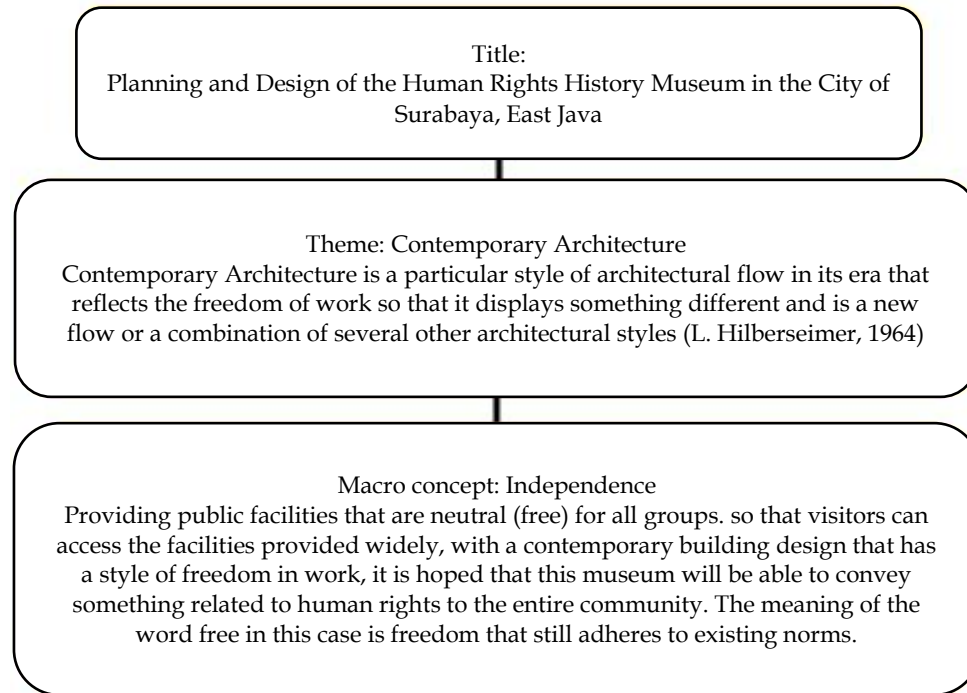 Title:
Planning and Design of the Human Rights History Museum in the City of
Surabaya, East Java
Theme: Contemporary Architecture
Contemporary Architecture is a particular style of architectural flow in its era that
reflects the freedom of work so that it displays something different and is a new
flow or a combination of several other architectural styles (L. Hilberseimer, 1964)
Macro concept: Independence
Providing public facilities that are neutral (free) for all groups. so that visitors can
access the facilities provided widely, with a contemporary building design that has
a style of freedom in work, it is hoped that this museum will be able to convey
something related to human rights to the entire community. The meaning of the
word free in this case is freedom that still adheres to existing norms.